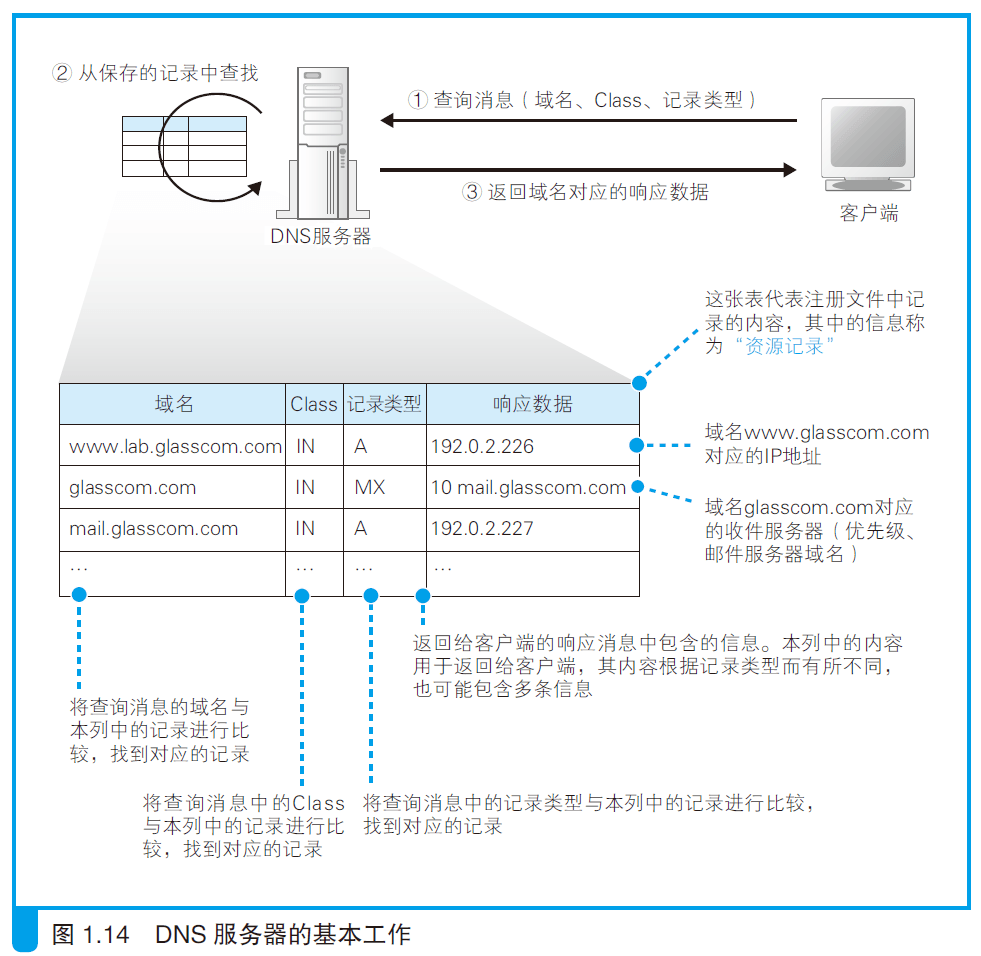 ② 从保存的记录中查找
① 查询消息（域名、Class、记录类型）
③ 返回域名对应的响应数据
客户端
DNS服务器
这张表代表注册文件中记
录的内容，其中的信息称
为“资源记录”
域名 Class 记录类型 响应数据
www.lab.glasscom.com IN A 192.0.2.226
glasscom.com IN MX 10 mail.glasscom.com
mail.glasscom.com IN A 192.0.2.227
… … … …
域名www.glasscom.com
对应的IP地址
域名glasscom.com对应
的收件服务器（优先级、
邮件服务器域名）
返回给客户端的响应消息中包含的信息。本列中的内容
用于返回给客户端，其内容根据记录类型而有所不同，
也可能包含多条信息
将查询消息的域名与
本列中的记录进行比
较，找到对应的记录
将查询消息中的Class
与本列中的记录进行比
较，找到对应的记录
将查询消息中的记录类型与本列中的记录进行比较，
找到对应的记录
图 1.14 DNS 服务器的基本工作